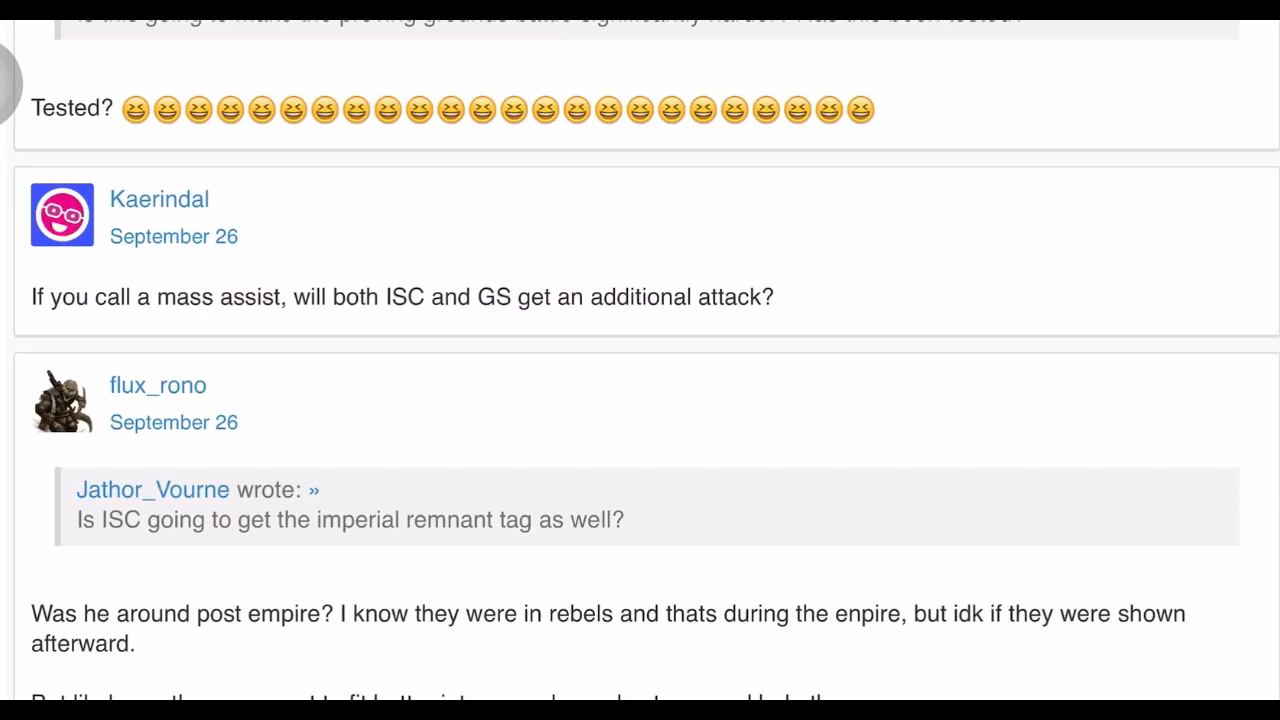 Tested? 😆😆😆😆😆😆😆😆😆😆😆😆😆😆😆😆😆😆😆😆😆😆😆😆
Kaerindal
September 26
If you call a mass assist, will both ISC and GS get an additional attack?
flux_rono
September 26
Jathor_Vourne wrote: »
Is ISC going to get the imperial remnant tag as well?
Was he around post empire? I know they were in rebels and thats during the enpire, but idk if they were shown
afterward.